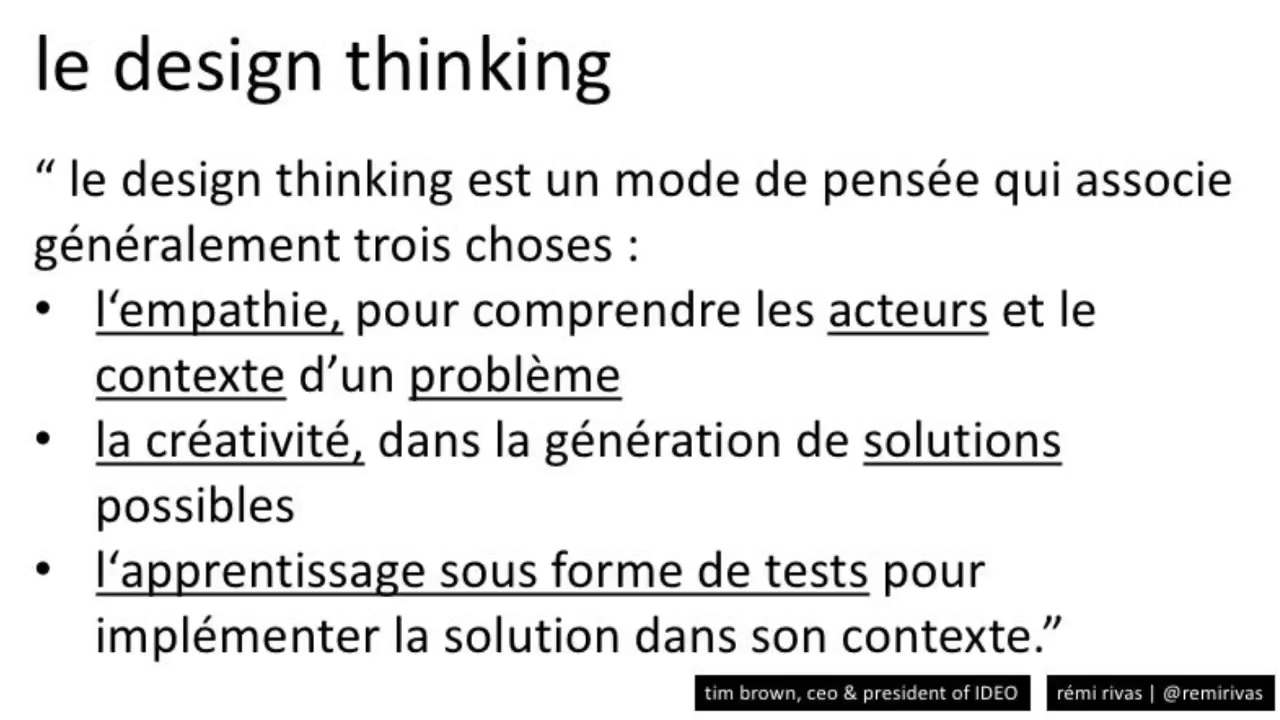 le design thinking
“ le design thinking est un mode de pensée qui associe
généralement trois choses :
• l‘empathie, pour comprendre les acteurs et le
contexte d’un problème
• la créativité, dans la génération de solutions
possibles
• l‘apprentissage sous forme de tests pour
implémenter la solution dans son contexte.”
tim brown, ceo & president of IDEO
rémi rivas | @remirivas